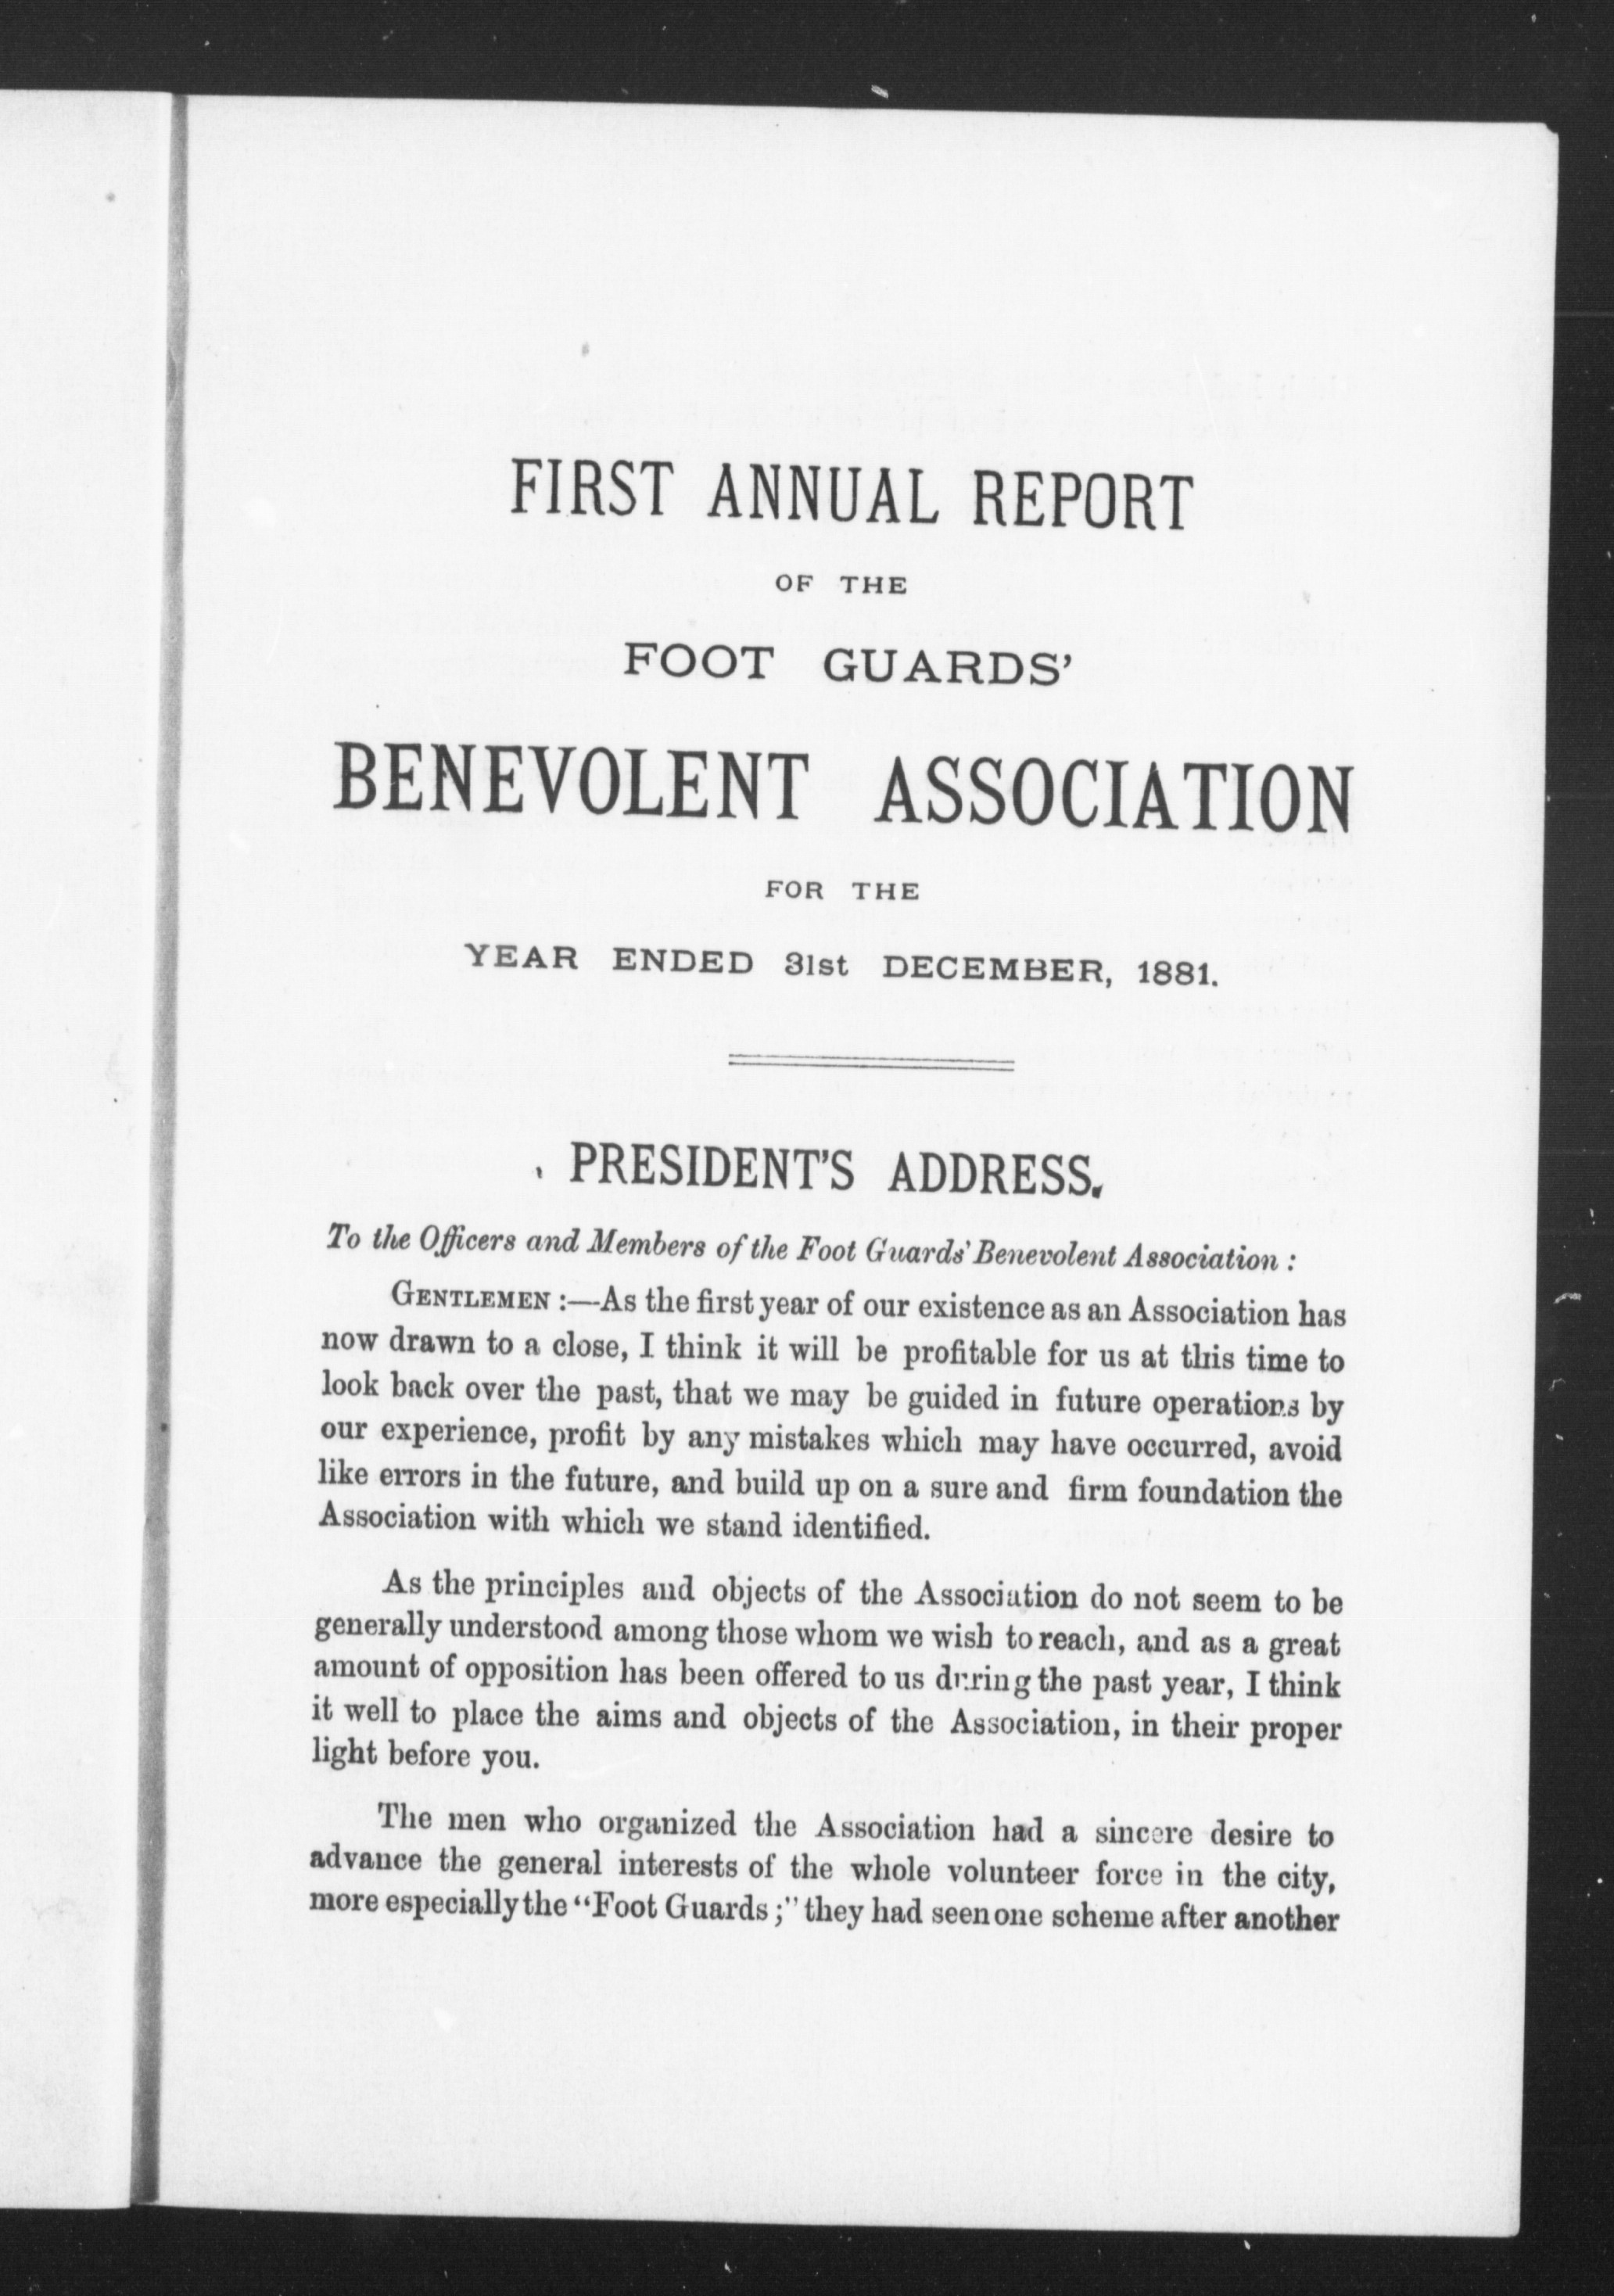 FIRST ANNUAL REPORT
OF THE
FOOT GUARDS'
BENEVOLENT ASSOCIATION
FOR THE
YEAR ENDED 31st DECEMBER, 1881.
PRESIDENT'S ADDRESS.
To the Officers and Members of the Foot Guards' Benevolent Association :
GENTLEMEN :—As the first year of our existence as an Association has
now drawn to a close, I think it will be profitable for us at this time to
look back over the past, that we may be guided in future operations by
our experience, profit by any mistakes which may have occurred, avoid
like errors in the future, and build up on a sure and firm foundation the
Association with which we stand identified.
As the principles and objects of the Association do not seem to be
generally understood among those whom we wish to reach, and as a great
amount of opposition has been offered to us during the past year, I think
it well to place the aims and objects of the Association, in their proper
light before you.
The men who organized the Association had a sincere desire to
advance the general interests of the whole volunteer force in the city,
more especially the "Foot Guards ;" they had seen one scheme after another